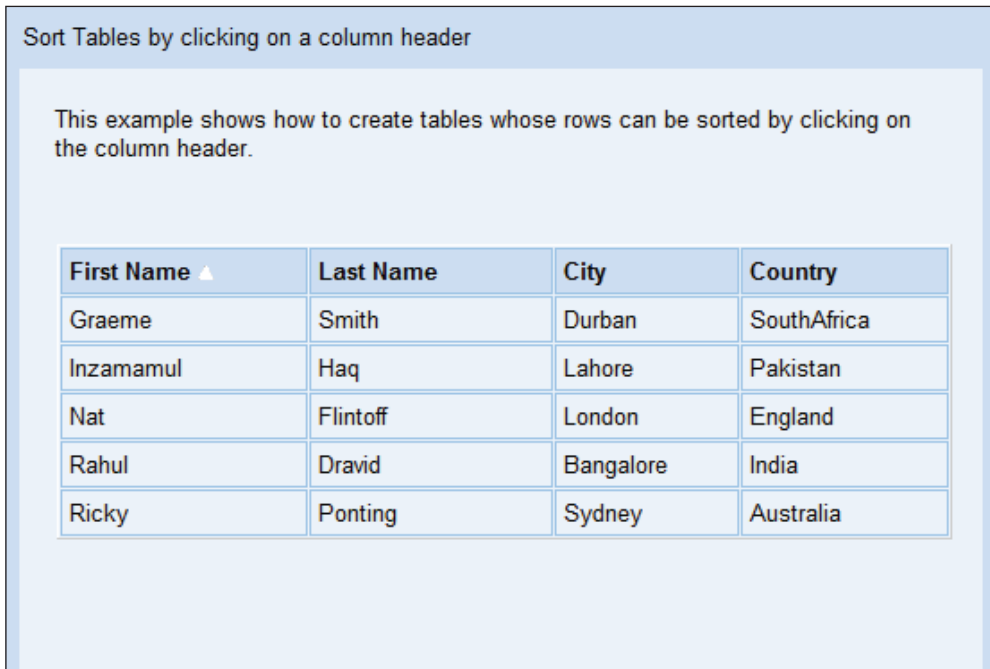 Sort Tables by clicking on a column header
This example shows how to create tables whose rows can be sorted by clicking on
the column header.
First Name Last Name City Country
Graeme Smith Durban SouthAfrica
Inzamamul Haq Lahore Pakistan
Nat Flintoff London England
Rahul Dravid Bangalore India
Ricky Ponting Sydney Australia